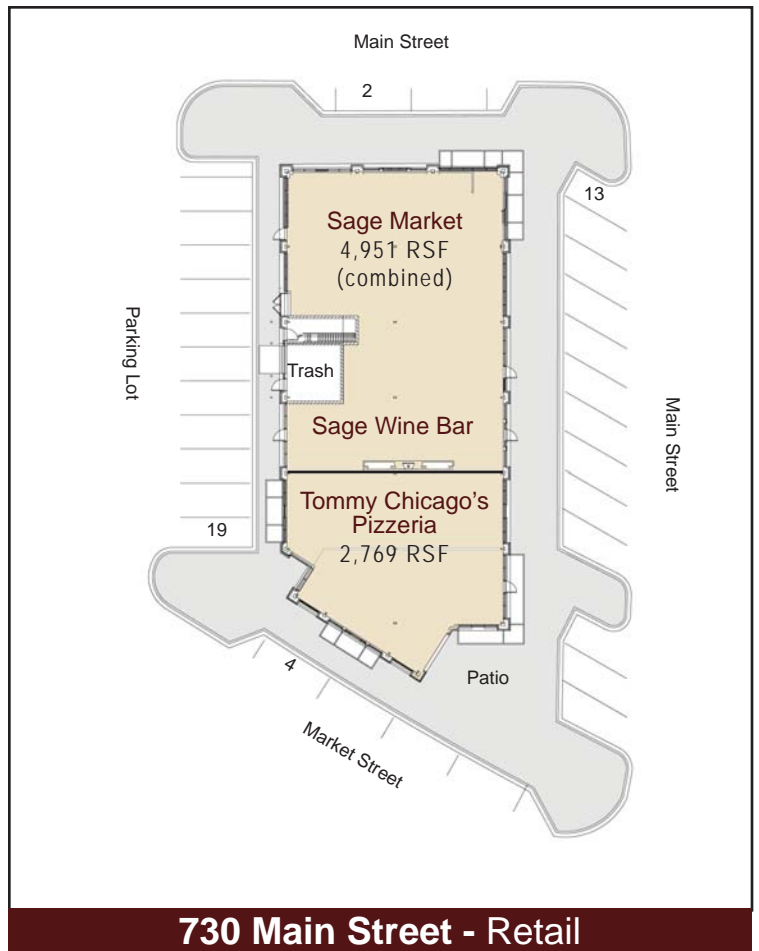 Main Street
2
13
Sage Market
4,951 RSF
(combined)
Parking Lot
Trash
Main Street
Sage Wine Bar
Tommy Chicago's
Pizzeria
2,769 RSF
19
4
Patio
Market Street
730 Main Street - Retail